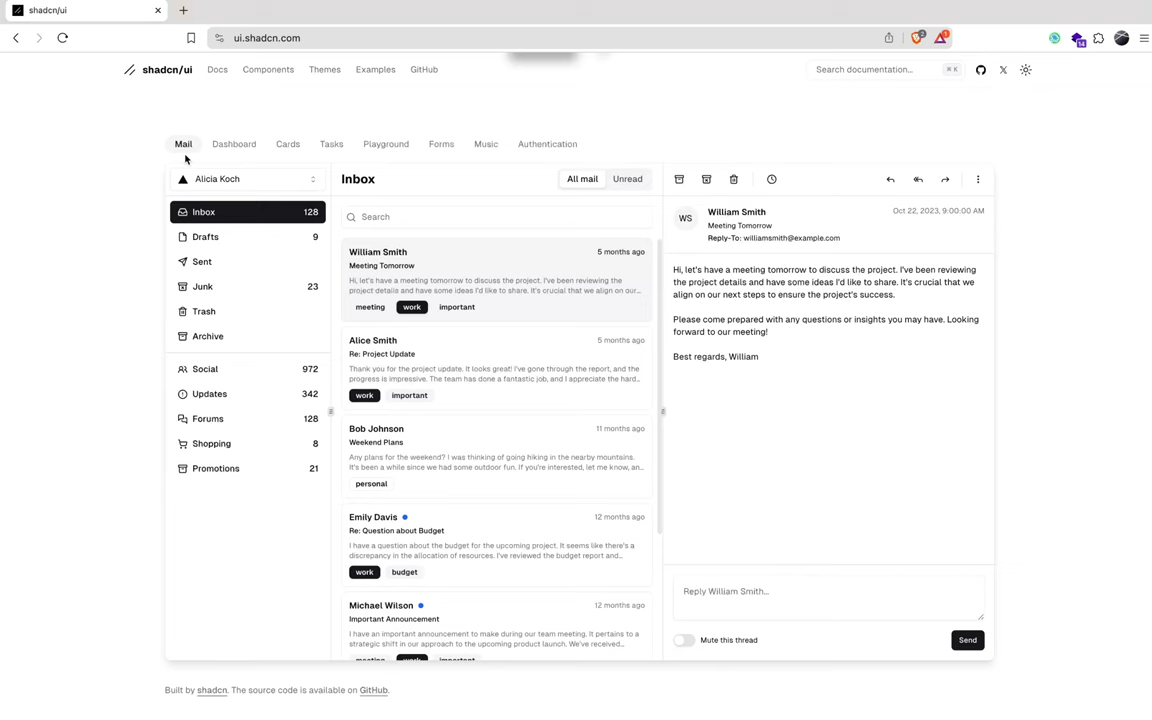 shadcn/ui
ui.shadcn.com
2
1
14
shadcn/ui Docs Components Themes Examples GitHub
Search documentation... ⌘ K
Mail Dashboard Cards Tasks Playground Forms Music Authentication
Alicia Koch
Inbox 128
Drafts 9
Sent
Junk 23
Trash
Archive
Social 972
Updates 342
Forums 128
Shopping 8
Promotions 21
Inbox All mail Unread
Search
William Smith 5 months ago
Meeting Tomorrow
Hi, let's have a meeting tomorrow to discuss the project. I've been reviewing
the project details and have some ideas I'd like to share. It's crucial that we align on our...
meeting work important
Alice Smith 5 months ago
Re: Project Update
Thank you for the project update. It looks great! I've gone through the report, and the
progress is impressive. The team has done a fantastic job, and I appreciate the hard...
work important
Bob Johnson 11 months ago
Weekend Plans
Any plans for the weekend? I was thinking of going hiking in the nearby mountains.
It's been a while since we had some outdoor fun. If you're interested, let me know, an...
personal
Emily Davis 12 months ago
Re: Question about Budget
I have a question about the budget for the upcoming project. It seems like there's a
discrepancy in the allocation of resources. I've reviewed the budget report and...
work budget
Michael Wilson 12 months ago
Important Announcement
I have an important announcement to make during our team meeting. It pertains to a
strategic shift in our approach to the upcoming product launch. We've received...
meeting work important
WS
William Smith Oct 22, 2023, 9:00:00 AM
Meeting Tomorrow
Reply-To: williamsmith@example.com
Hi, let's have a meeting tomorrow to discuss the project. I've been reviewing
the project details and have some ideas I'd like to share. It's crucial that we
align on our next steps to ensure the project's success.
Please come prepared with any questions or insights you may have. Looking
forward to our meeting!
Best regards, William
Reply William Smith...
Mute this thread Send
Built by shadcn. The source code is available on GitHub.